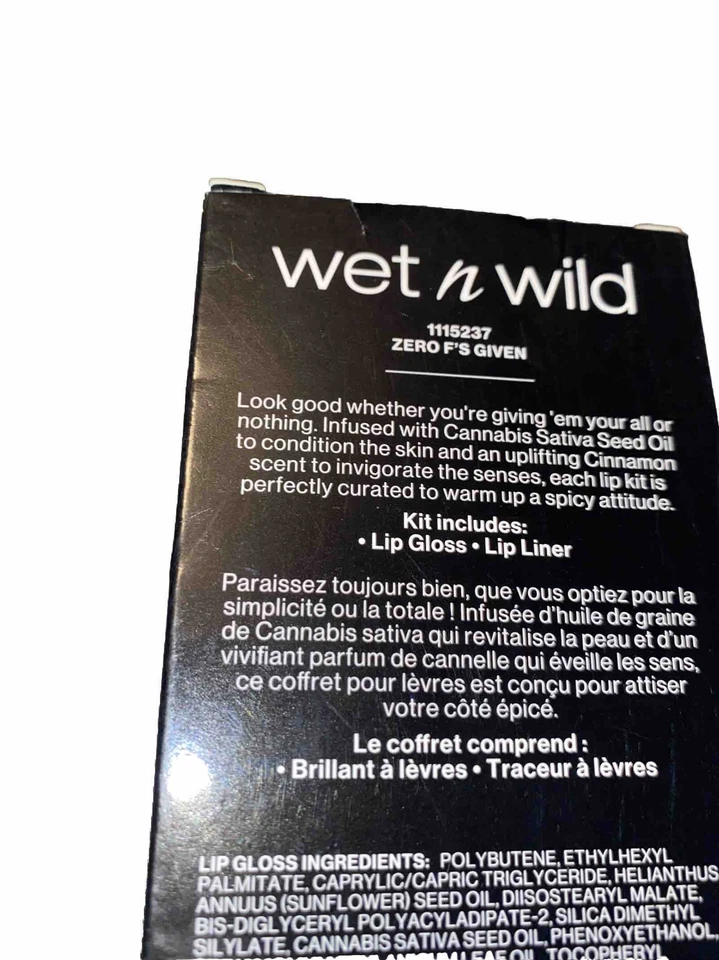 wet n wild
1115237
ZERO F'S GIVEN
Look good whether you're giving 'em your all or
nothing. Infused with Cannabis Sativa Seed Oil
to condition the skin and an uplifting Cinnamon
scent to invigorate the senses, each lip kit is
perfectly curated to warm up a spicy attitude.
Kit includes:
• Lip Gloss • Lip Liner
Paraissez toujours bien, que vous optiez pour la
simplicité ou la totale ! Infusée d'huile de graine
de Cannabis sativa qui revitalise la peau et d'un
vivifiant parfum de cannelle qui éveille les sens,
ce coffret pour lèvres est conçu pour attiser
votre côté épicé.
Le coffret comprend :
• Brillant à lèvres • Traceur à lèvres
LIP GLOSS INGREDIENTS: POLYBUTENE, ETHYLHEXYL
PALMITATE, CAPRYLIC/CAPRIC TRIGLYCERIDE, HELIANTHUS
ANNUUS (SUNFLOWER) SEED OIL, DIISOSTEARYL MALATE,
BIS-DIGLYCERYL POLYACYLADIPATE-2, SILICA DIMETHYL
SILYLATE, CANNABIS SATIVA SEED OIL, PHENOXYETHANOL,
LEAF OIL, TOCOPHERYL